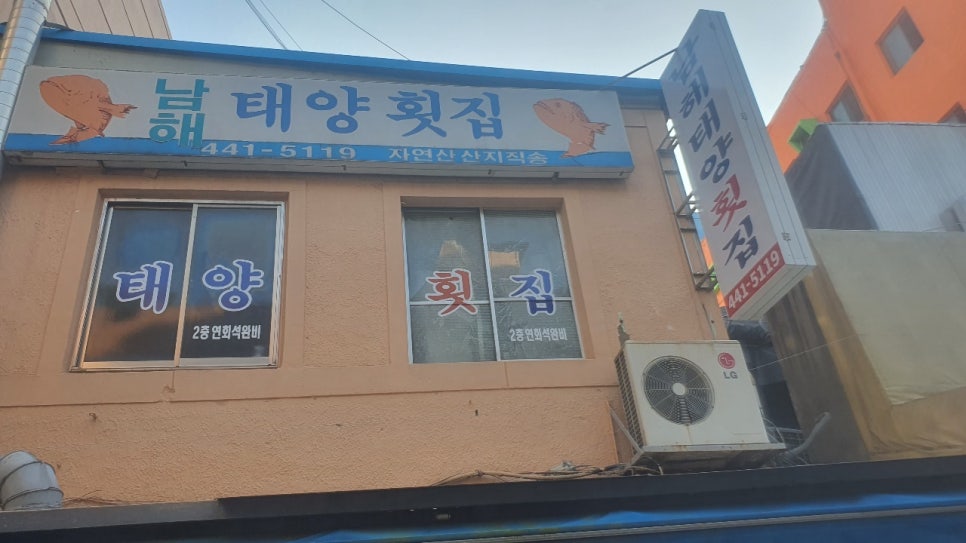 남해 태양횟집
441-5119 자연산 산지직송
남해태양횟집
441-5119
태양
2층 연회석완비
횟집
2층 연회석완비
LG